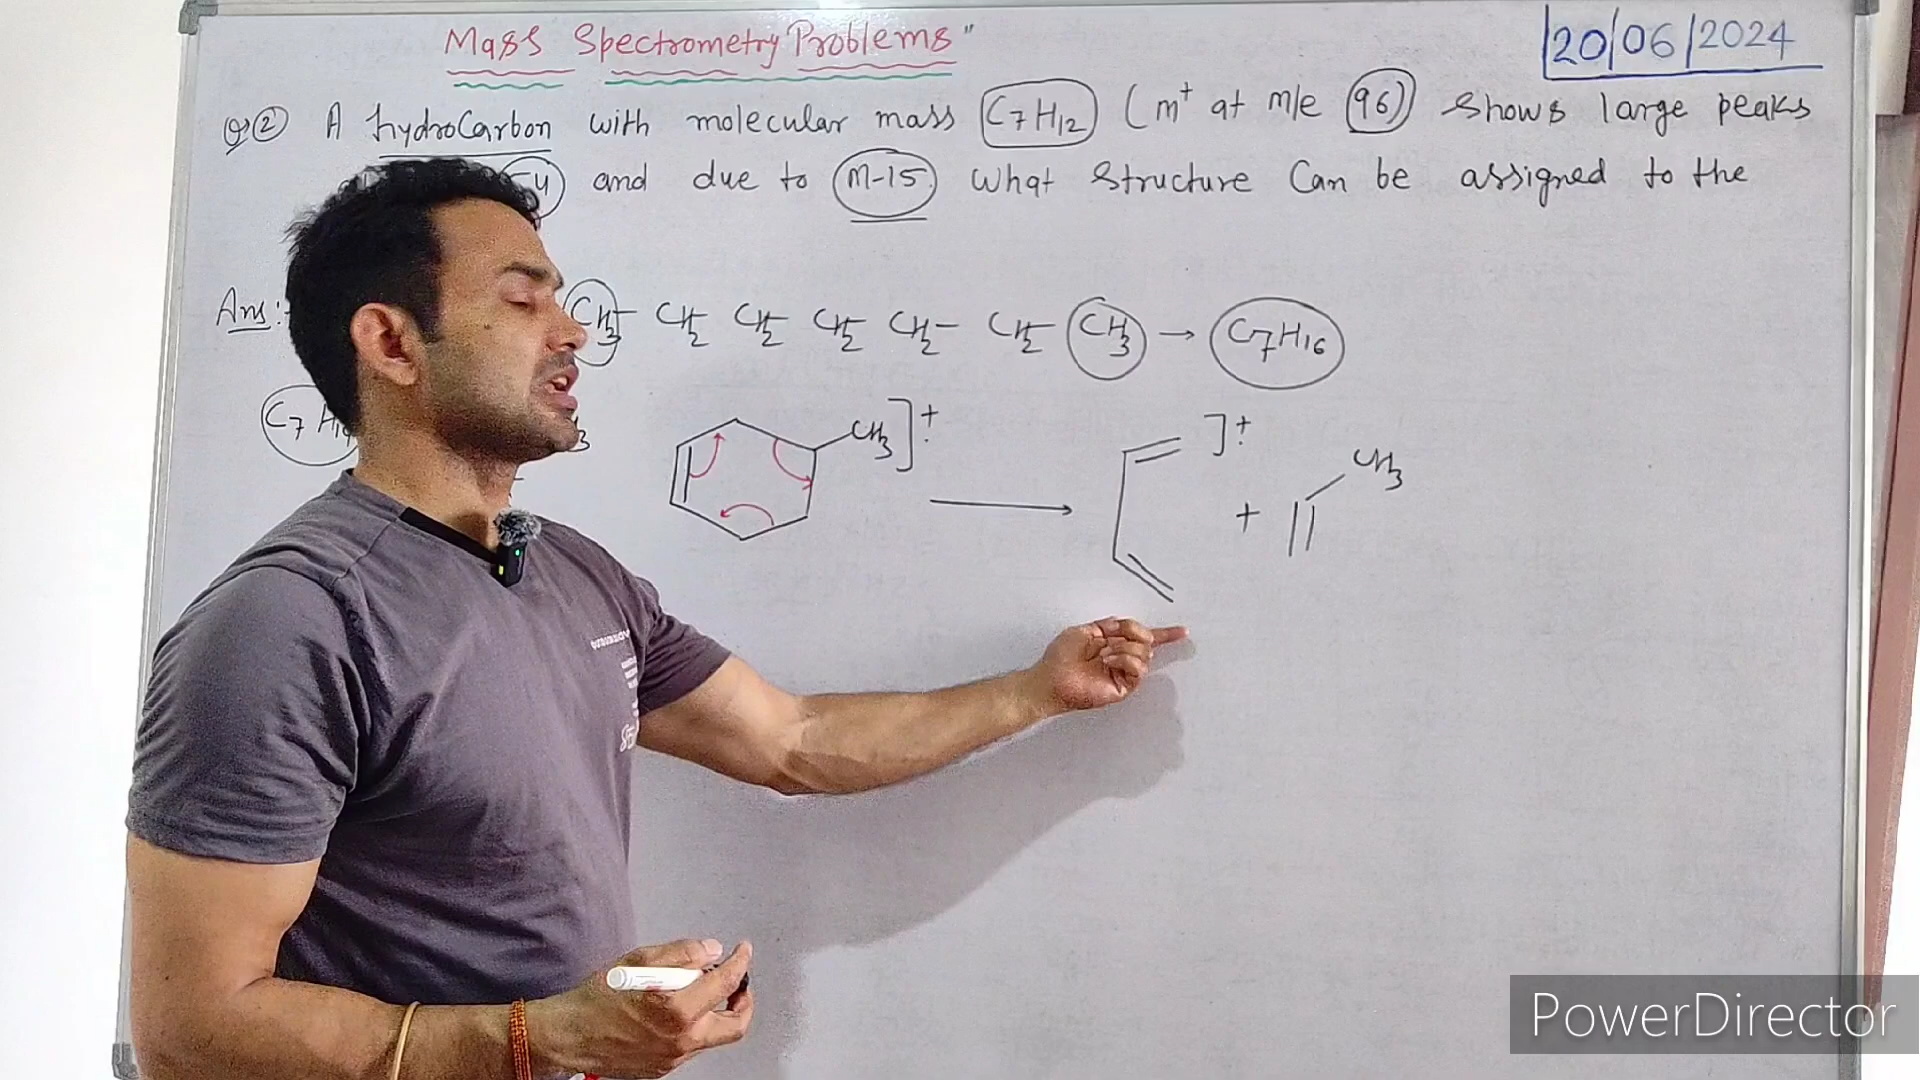 Mass Spectrometry Problems"
20/06/2024
Q② A hydroCarbon with molecular mass C7H12 (m+ at m/e 96) shows large peaks
and due to M-15. What structure Can be assigned to the
Ans:- CH3- CH2 CH2 CH2 CH2- CH2- CH3 → C7H16
C7H14
CH3]+. ]+. + CH3
PowerDirector